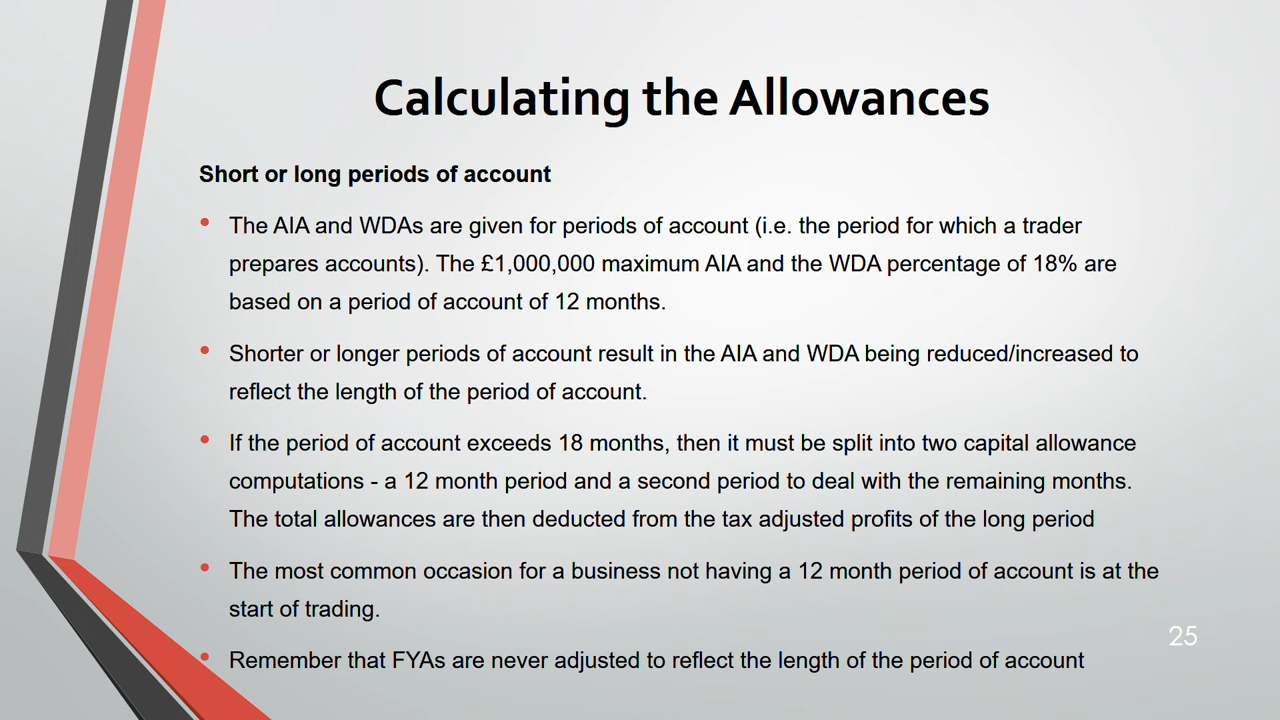 Calculating the Allowances
Short or long periods of account
• The AIA and WDAs are given for periods of account (i.e. the period for which a trader
prepares accounts). The £1,000,000 maximum AIA and the WDA percentage of 18% are
based on a period of account of 12 months.
• Shorter or longer periods of account result in the AIA and WDA being reduced/increased to
reflect the length of the period of account.
• If the period of account exceeds 18 months, then it must be split into two capital allowance
computations - a 12 month period and a second period to deal with the remaining months.
The total allowances are then deducted from the tax adjusted profits of the long period
• The most common occasion for a business not having a 12 month period of account is at the
start of trading.
• Remember that FYAs are never adjusted to reflect the length of the period of account
25